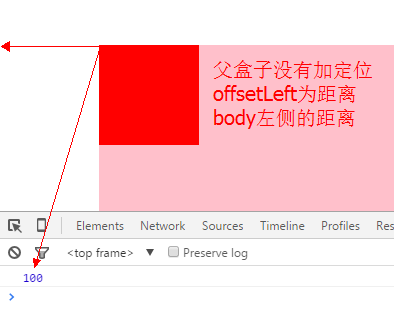 父盒子没有加定位
offsetLeft为距离
body左侧的距离
Elements Network Sources Timeline Profiles Res
<top frame> ▼ Preserve log
100
>